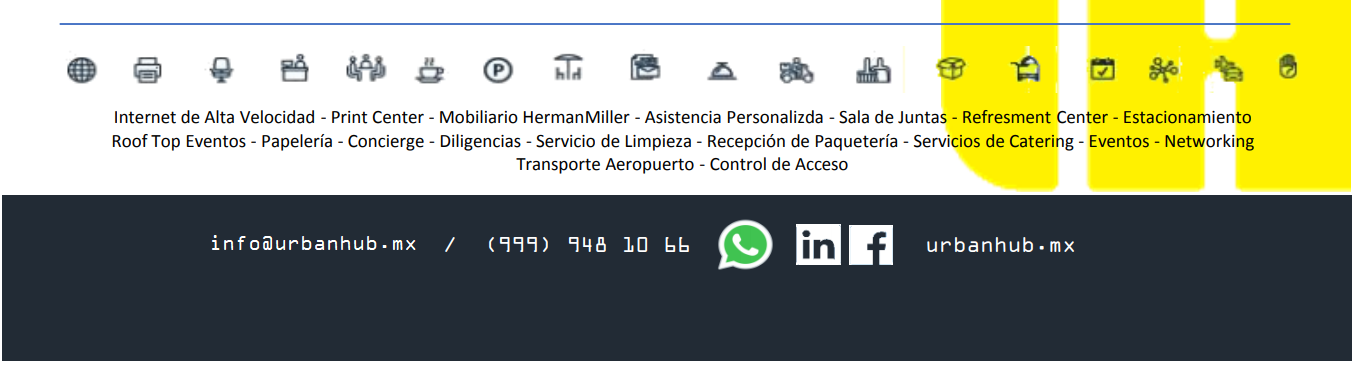 Internet de Alta Velocidad - Print Center - Mobiliario HermanMiller - Asistencia Personalizda - Sala de Juntas - Refresment Center - Estacionamiento
Roof Top Eventos - Papelería - Concierge - Diligencias - Servicio de Limpieza - Recepción de Paquetería - Servicios de Catering - Eventos - Networking
Transporte Aeropuerto - Control de Acceso
info@urbanhub.mx / (999) 948 10 66 in f urbanhub.mx